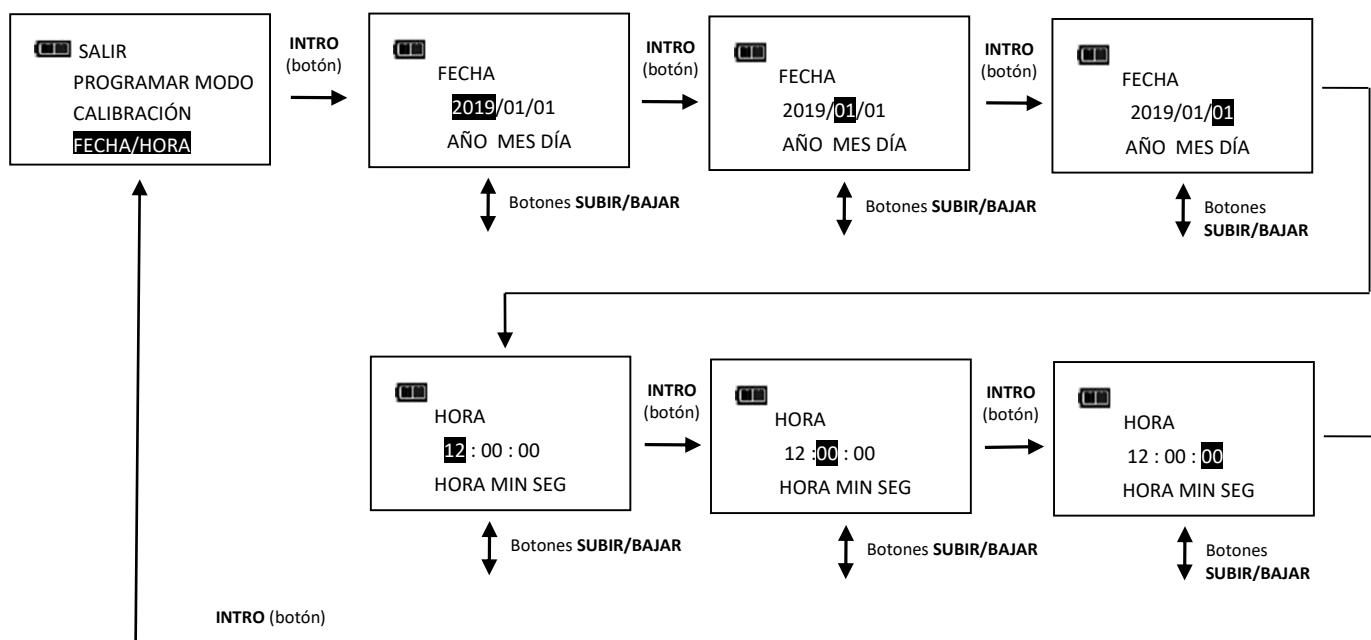 SALIR
PROGRAMAR MODO
CALIBRACIÓN
FECHA/HORA
INTRO
(botón)
FECHA
2019/01/01
AÑO MES DÍA
Botones SUBIR/BAJAR
INTRO
(botón)
FECHA
2019/01/01
AÑO MES DÍA
Botones SUBIR/BAJAR
INTRO
(botón)
FECHA
2019/01/01
AÑO MES DÍA
Botones
SUBIR/BAJAR
HORA
12 : 00 : 00
HORA MIN SEG
Botones SUBIR/BAJAR
INTRO
(botón)
HORA
12 :00 : 00
HORA MIN SEG
Botones SUBIR/BAJAR
INTRO
(botón)
HORA
12 : 00 : 00
HORA MIN SEG
Botones
SUBIR/BAJAR
INTRO (botón)